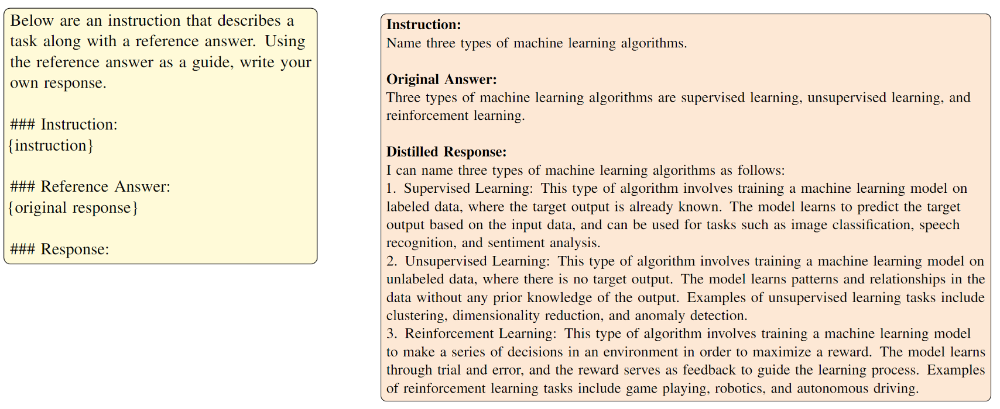 Below are an instruction that describes a
task along with a reference answer. Using
the reference answer as a guide, write your
own response.
### Instruction:
{instruction}
### Reference Answer:
{original response}
### Response:
Instruction:
Name three types of machine learning algorithms.
Original Answer:
Three types of machine learning algorithms are supervised learning, unsupervised learning, and
reinforcement learning.
Distilled Response:
I can name three types of machine learning algorithms as follows:
1. Supervised Learning: This type of algorithm involves training a machine learning model on
labeled data, where the target output is already known. The model learns to predict the target
output based on the input data, and can be used for tasks such as image classification, speech
recognition, and sentiment analysis.
2. Unsupervised Learning: This type of algorithm involves training a machine learning model on
unlabeled data, where there is no target output. The model learns patterns and relationships in the
data without any prior knowledge of the output. Examples of unsupervised learning tasks include
clustering, dimensionality reduction, and anomaly detection.
3. Reinforcement Learning: This type of algorithm involves training a machine learning model
to make a series of decisions in an environment in order to maximize a reward. The model learns
through trial and error, and the reward serves as feedback to guide the learning process. Examples
of reinforcement learning tasks include game playing, robotics, and autonomous driving.